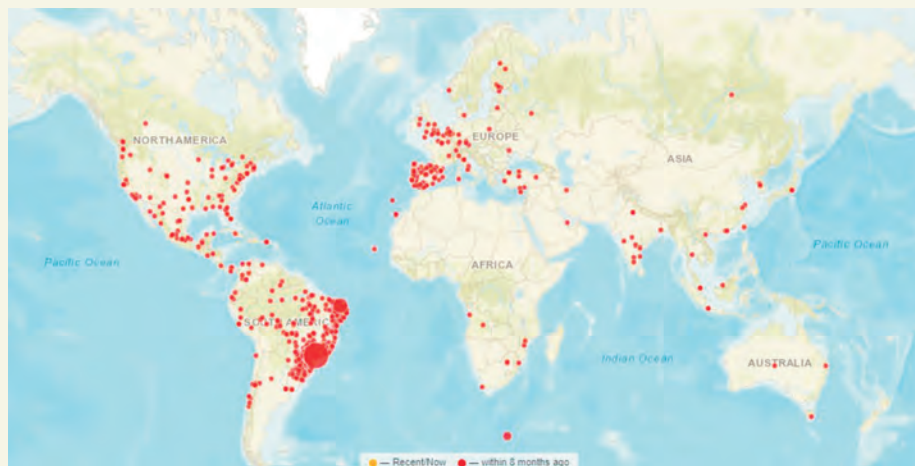 NORTH AMERICA
EUROPE
ASIA
Atlantic
Ocean
Pacific Ocean
Pacific Ocean
AFRICA
SOUTH AMERICA
Indian Ocean
AUSTRALIA
— Recent/Now — within 8 months ago